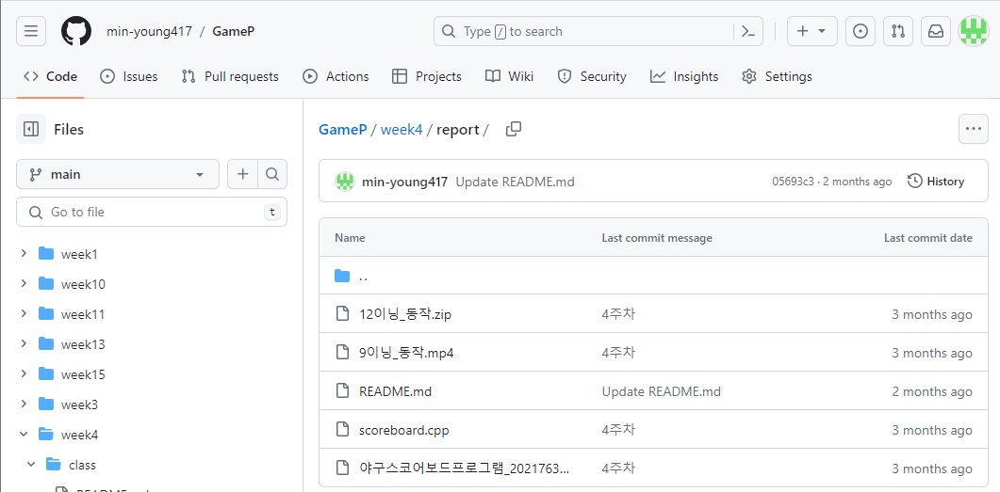 min-young417 / GameP
Type / to search
Code
Issues
Pull requests
Actions
Projects
Wiki
Security
Insights
Settings
Files
main
Go to file
t
week1
week10
week11
week13
week15
week3
week4
class
GameP / week4 / report /
min-young417 Update README.md
05693c3 · 2 months ago
History
Name Last commit message Last commit date
..
12이닝_동작.zip 4주차 3 months ago
9이닝_동작.mp4 4주차 3 months ago
README.md Update README.md 2 months ago
scoreboard.cpp 4주차 3 months ago
야구스코어보드프로그램_2021763... 4주차 3 months ago